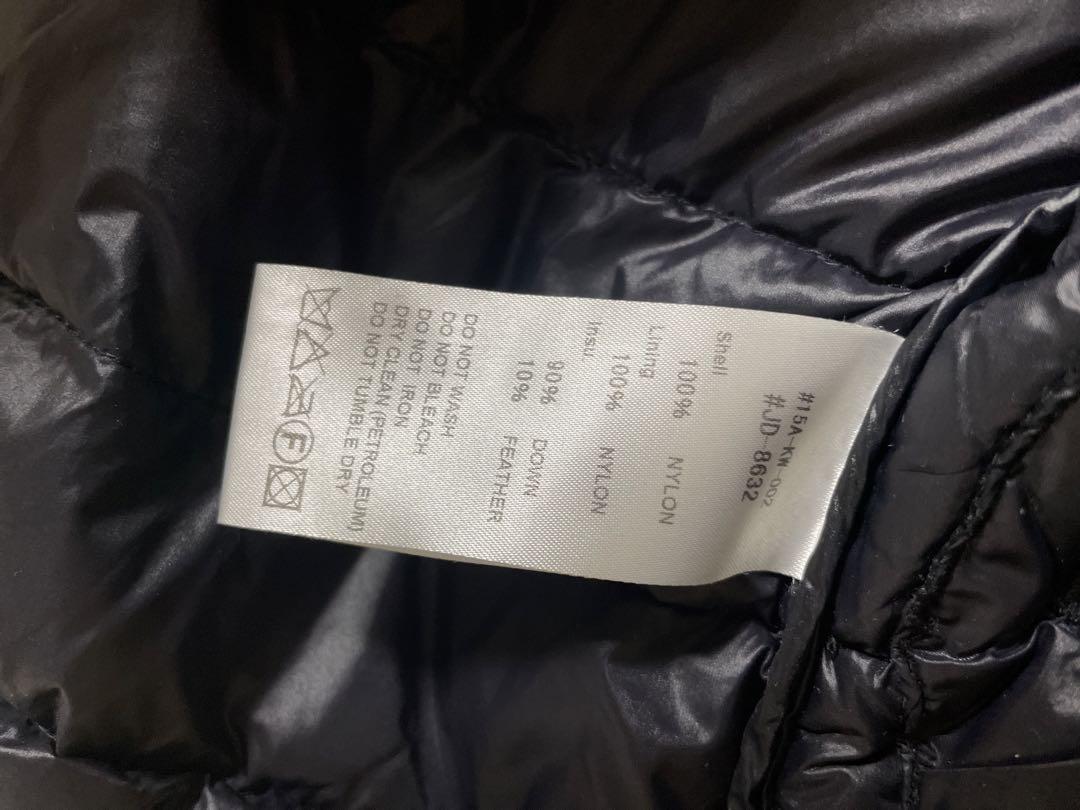 #15A-KW-002
#JD-8632
Shell
100% NYLON
Lining
100% NYLON
Insu
90% DOWN
10% FEATHER
DO NOT WASH
DO NOT BLEACH
DO NOT IRON
DRY CLEAN (PETROLEUM)
DO NOT TUMBLE DRY
F